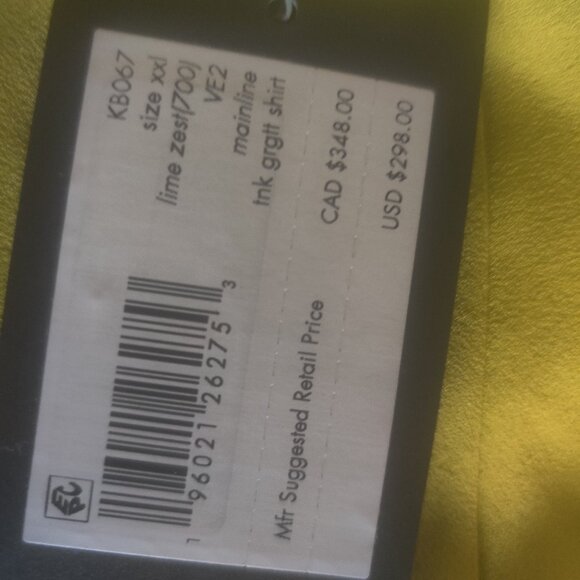 KB067
size xxl
lime zest(700)
VE2
mainline
tnk grgtt shirt
1 96021 26275 3
Mfr Suggested Retail Price
CAD $348.00
USD $298.00